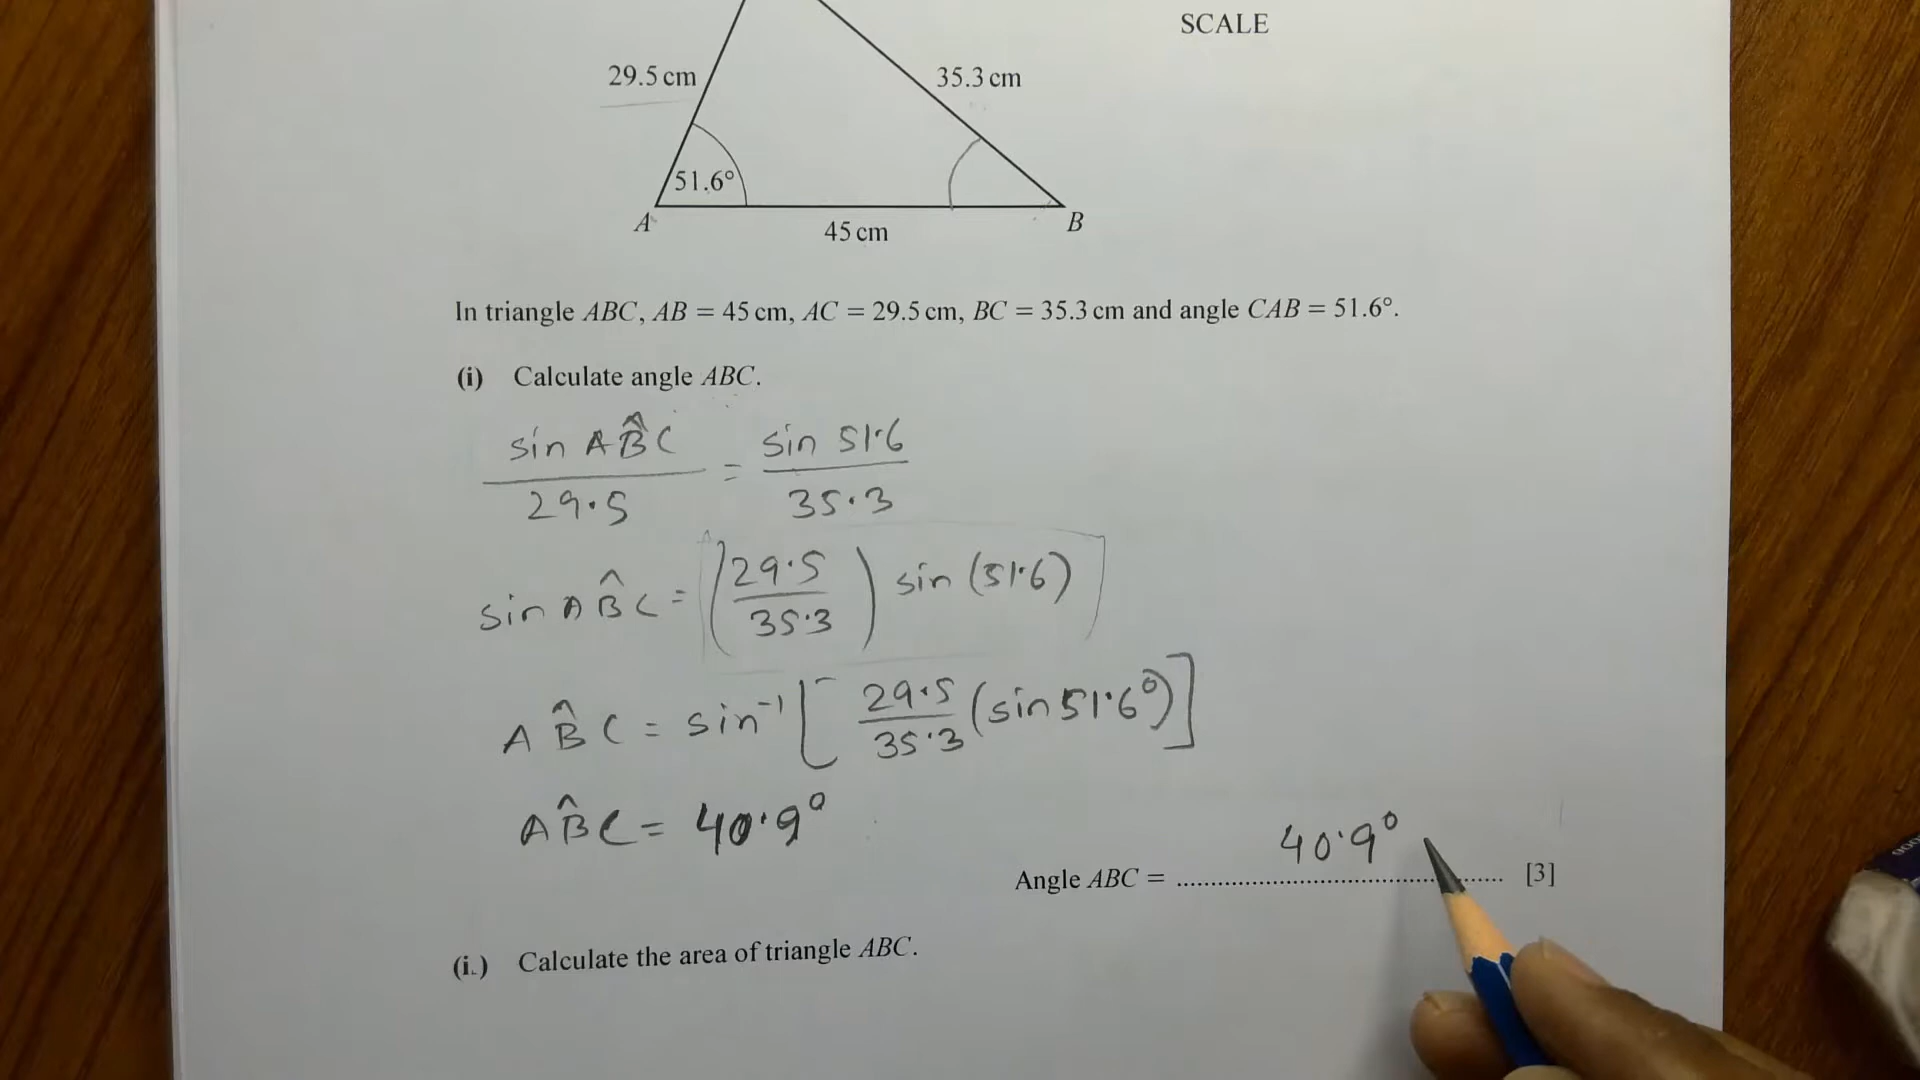 SCALE
29.5 cm
35.3 cm
51.6°
A
B
45 cm
In triangle ABC, AB = 45 cm, AC = 29.5 cm, BC = 35.3 cm and angle CAB = 51.6°.
(i) Calculate angle ABC.
sin AB̂C / 29.5 = sin 51.6 / 35.3
sin AB̂C = (29.5 / 35.3) sin (51.6)
AB̂C = sin⁻¹ [29.5 / 35.3 (sin 51.6°)]
AB̂C = 40.9°
40.9°
Angle ABC = .................................................. [3]
(i.) Calculate the area of triangle ABC.